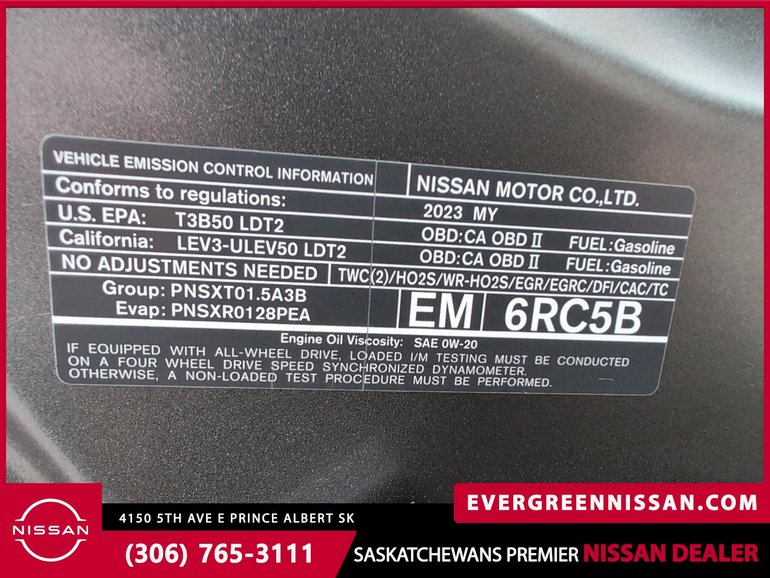 VEHICLE EMISSION CONTROL INFORMATION
NISSAN MOTOR CO.,LTD.
Conforms to regulations:
2023 MY
U.S. EPA: T3B50 LDT2
OBD:CA OBD II FUEL:Gasoline
California: LEV3-ULEV50 LDT2
OBD:CA OBD II FUEL:Gasoline
NO ADJUSTMENTS NEEDED
TWC(2)/HO2S/WR-HO2S/EGR/EGRC/DFI/CAC/TC
Group: PNSXT01.5A3B
Evap: PNSXR0128PEA
EM 6RC5B
Engine Oil Viscosity: SAE 0W-20
IF EQUIPPED WITH ALL-WHEEL DRIVE, LOADED I/M TESTING MUST BE CONDUCTED
ON A FOUR WHEEL DRIVE SPEED SYNCHRONIZED DYNAMOMETER.
OTHERWISE, A NON-LOADED TEST PROCEDURE MUST BE PERFORMED.
EVERGREENNISSAN.COM
NISSAN
4150 5TH AVE E PRINCE ALBERT SK
(306) 765-3111
SASKATCHEWANS PREMIER NISSAN DEALER